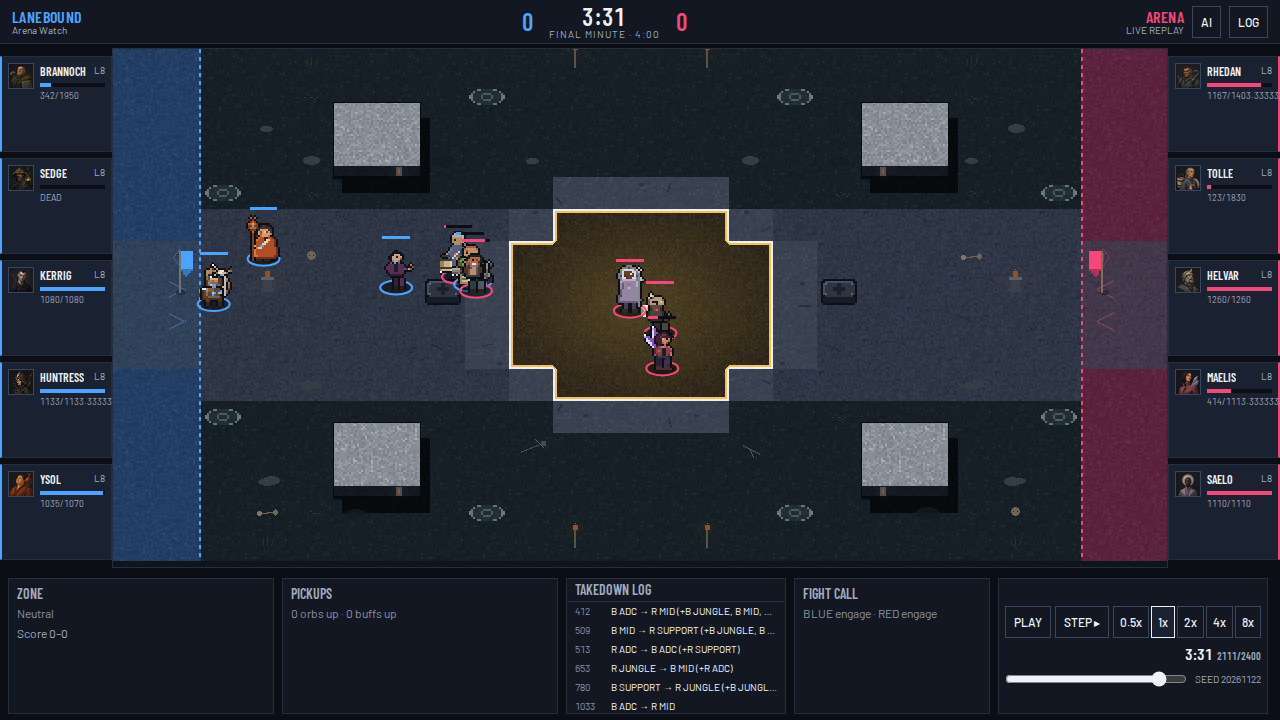 LANEBOUND
Arena Watch
0
3:31
FINAL MINUTE · 4:00
0
ARENA
LIVE REPLAY
AI
LOG
BRANNOCH L8
342/1950
SEDGE
DEAD
KERRIG L8
1080/1080
HUNTRESS L8
1133/1133.33333
YSOL L8
1035/1070
RHEDAN L8
1167/1403.33333
TOLLE L8
123/1830
HELVAR L8
1260/1260
MAELIS L8
414/1113.33333
SAELO L8
1110/1110
ZONE
Neutral
Score 0–0
PICKUPS
0 orbs up · 0 buffs up
TAKEDOWN LOG
412 B ADC → R MID (+B JUNGLE, B MID, ...
509 B MID → R SUPPORT (+B JUNGLE, B ...
513 R ADC → B ADC (+R SUPPORT)
653 R JUNGLE → B MID (+R ADC)
780 B SUPPORT → R JUNGLE (+B JUNGL...
1033 B ADC → R MID
FIGHT CALL
BLUE engage · RED engage
PLAY
STEP ▸
0.5x
1x
2x
4x
8x
3:31 2111/2400
SEED 20261122